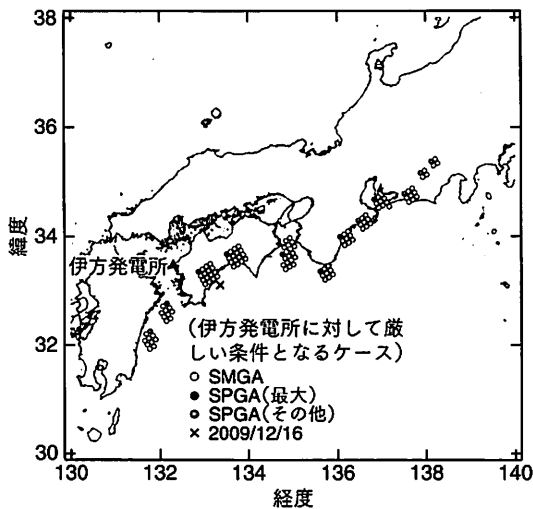 38
36
34
32
30
緯度
伊方発電所
(伊方発電所に対して厳
しい条件となるケース)
SMGA
SPGA(最大)
SPGA(その他)
2009/12/16
130
132
134
136
138
140
経度